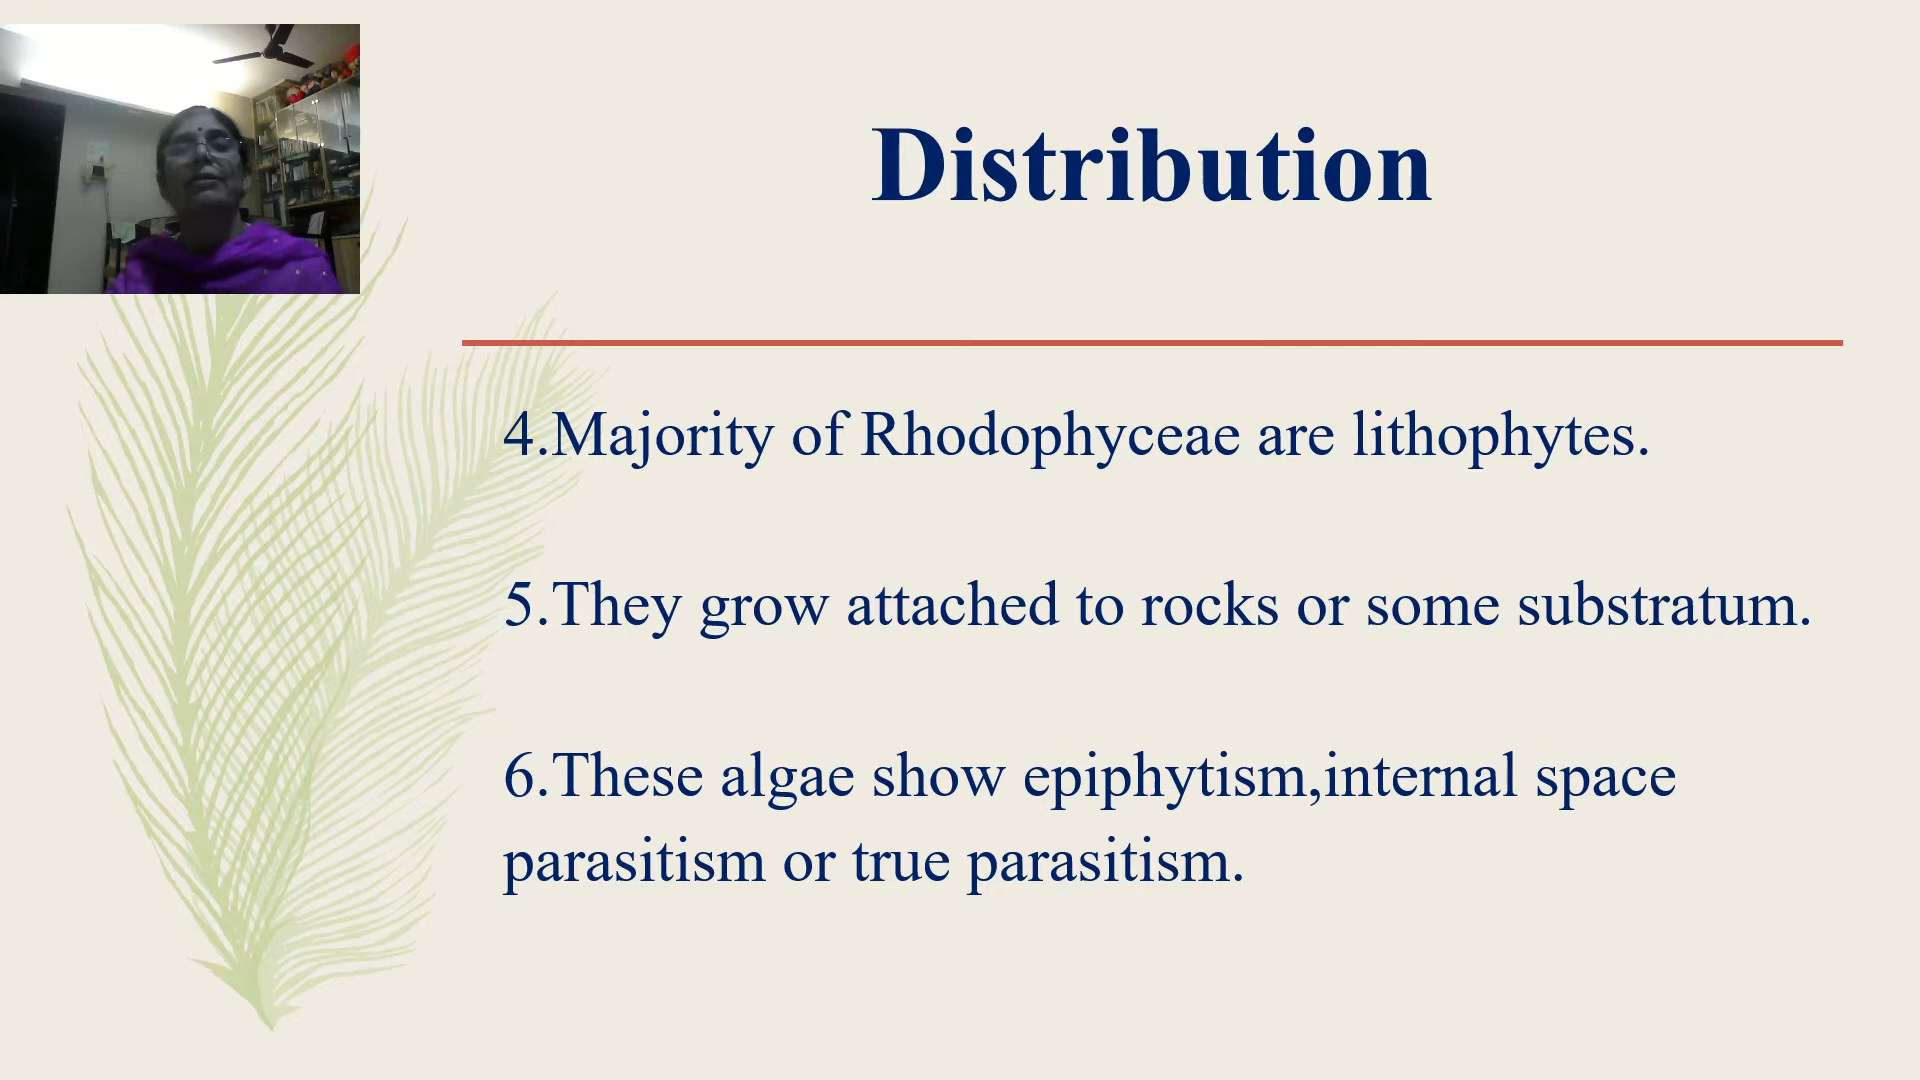 Distribution
4.Majority of Rhodophyceae are lithophytes.
5.They grow attached to rocks or some substratum.
6.These algae show epiphytism,internal space
parasitism or true parasitism.